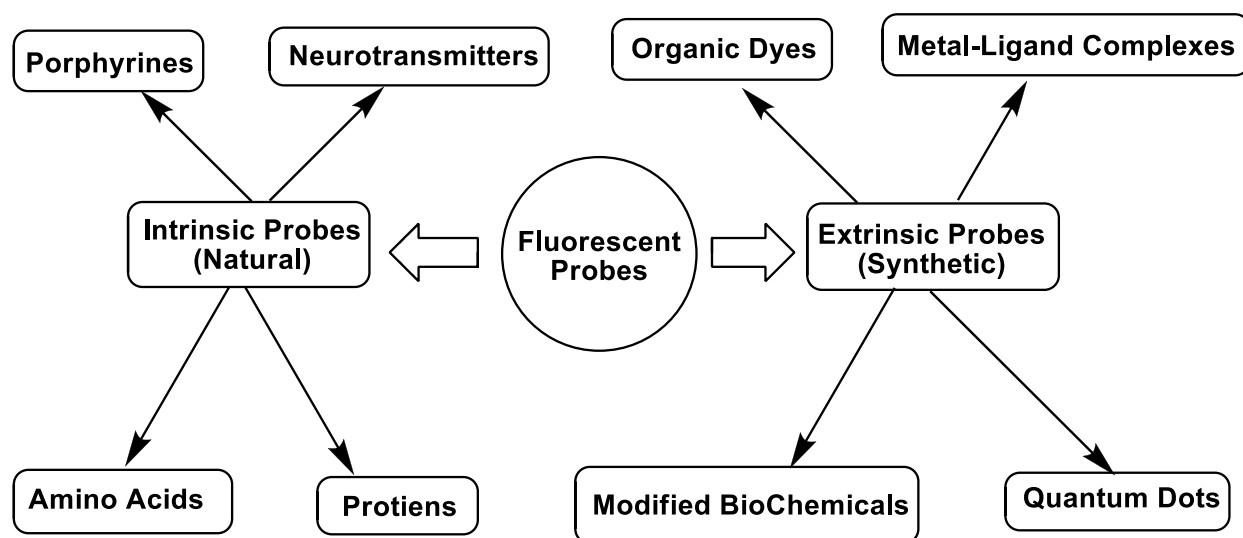 Porphyrines
Neurotransmitters
Organic Dyes
Metal-Ligand Complexes
Intrinsic Probes
(Natural)
Fluorescent
Probes
Extrinsic Probes
(Synthetic)
Amino Acids
Protiens
Modified BioChemicals
Quantum Dots